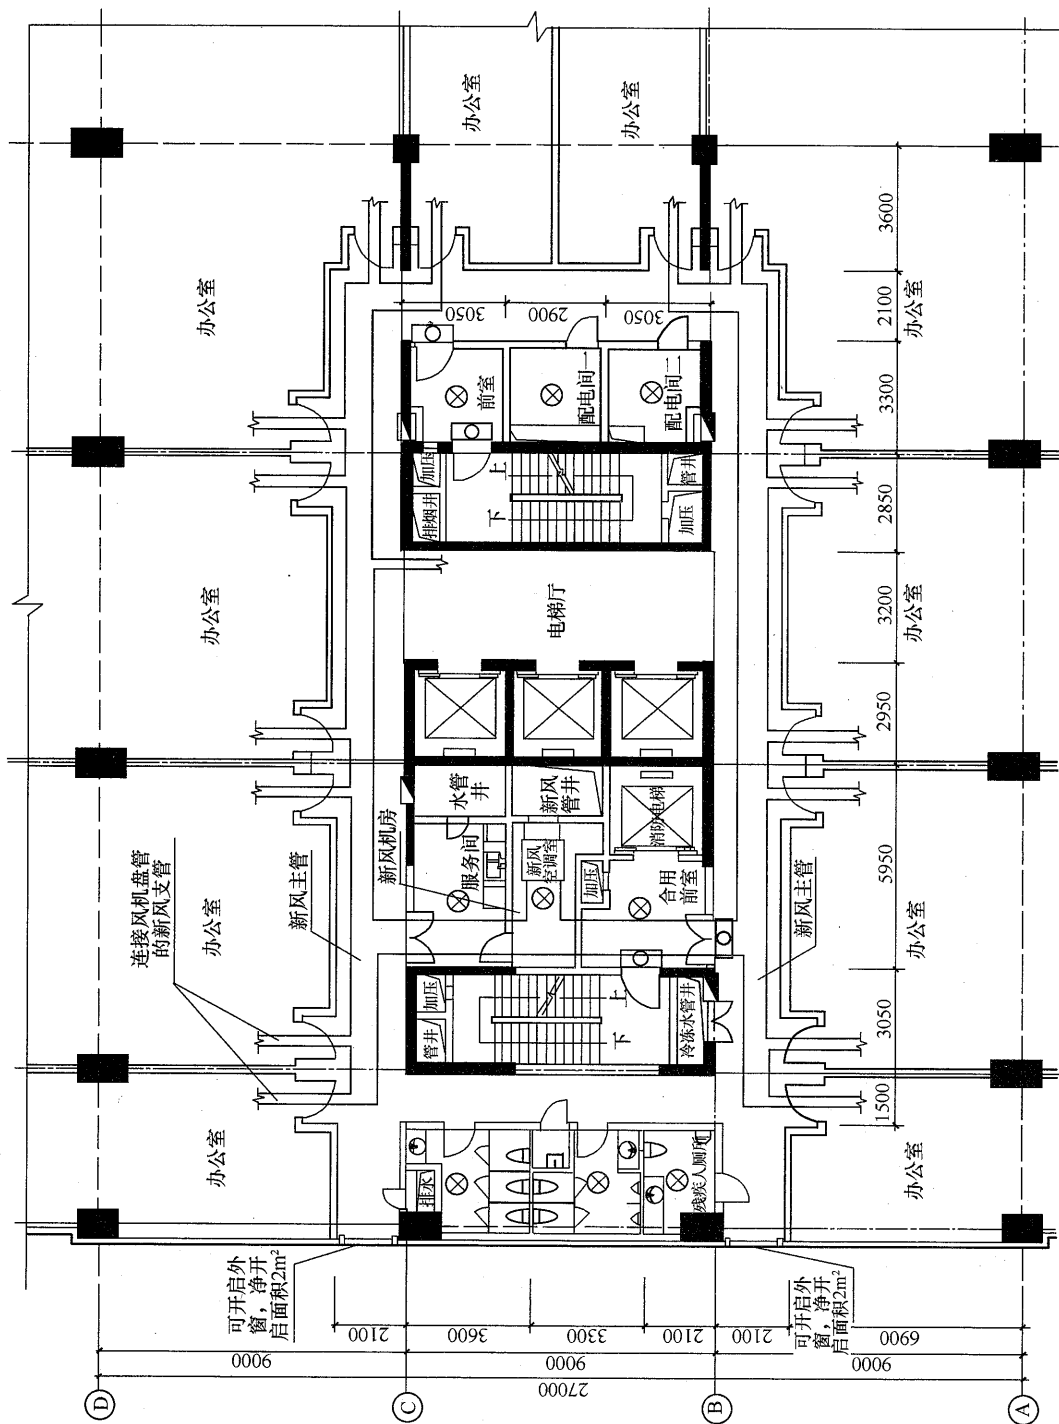 办公室
办公室
3600
办公室
2100
办公室
3050
2900
3050
前室
配电间一
配电间二
3300
加压
排烟井
上
下
管井
加压
2850
办公室
电梯厅
3200
办公室
2950
水管井
新风管井
消防电梯
新风机房
服务间
新风空调室
加压
合用前室
5950
连接风机盘管
的新风支管
新风主管
办公室
新风主管
办公室
加压
管井
上
下
冷冻水管井
3050
1500
办公室
排水
残疾人厕所
办公室
可开启外
窗，净开
启面积2m²
可开启外
窗，净开
启面积2m²
2100
3600
3300
2100
2100
6900
9000
9000
9000
27000
D
C
B
A